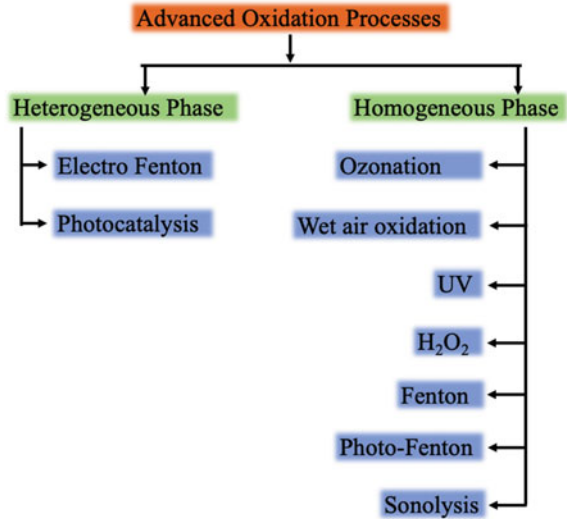 Advanced Oxidation Processes
Heterogeneous Phase
Electro Fenton
Photocatalysis
Homogeneous Phase
Ozonation
Wet air oxidation
UV
H₂O₂
Fenton
Photo-Fenton
Sonolysis